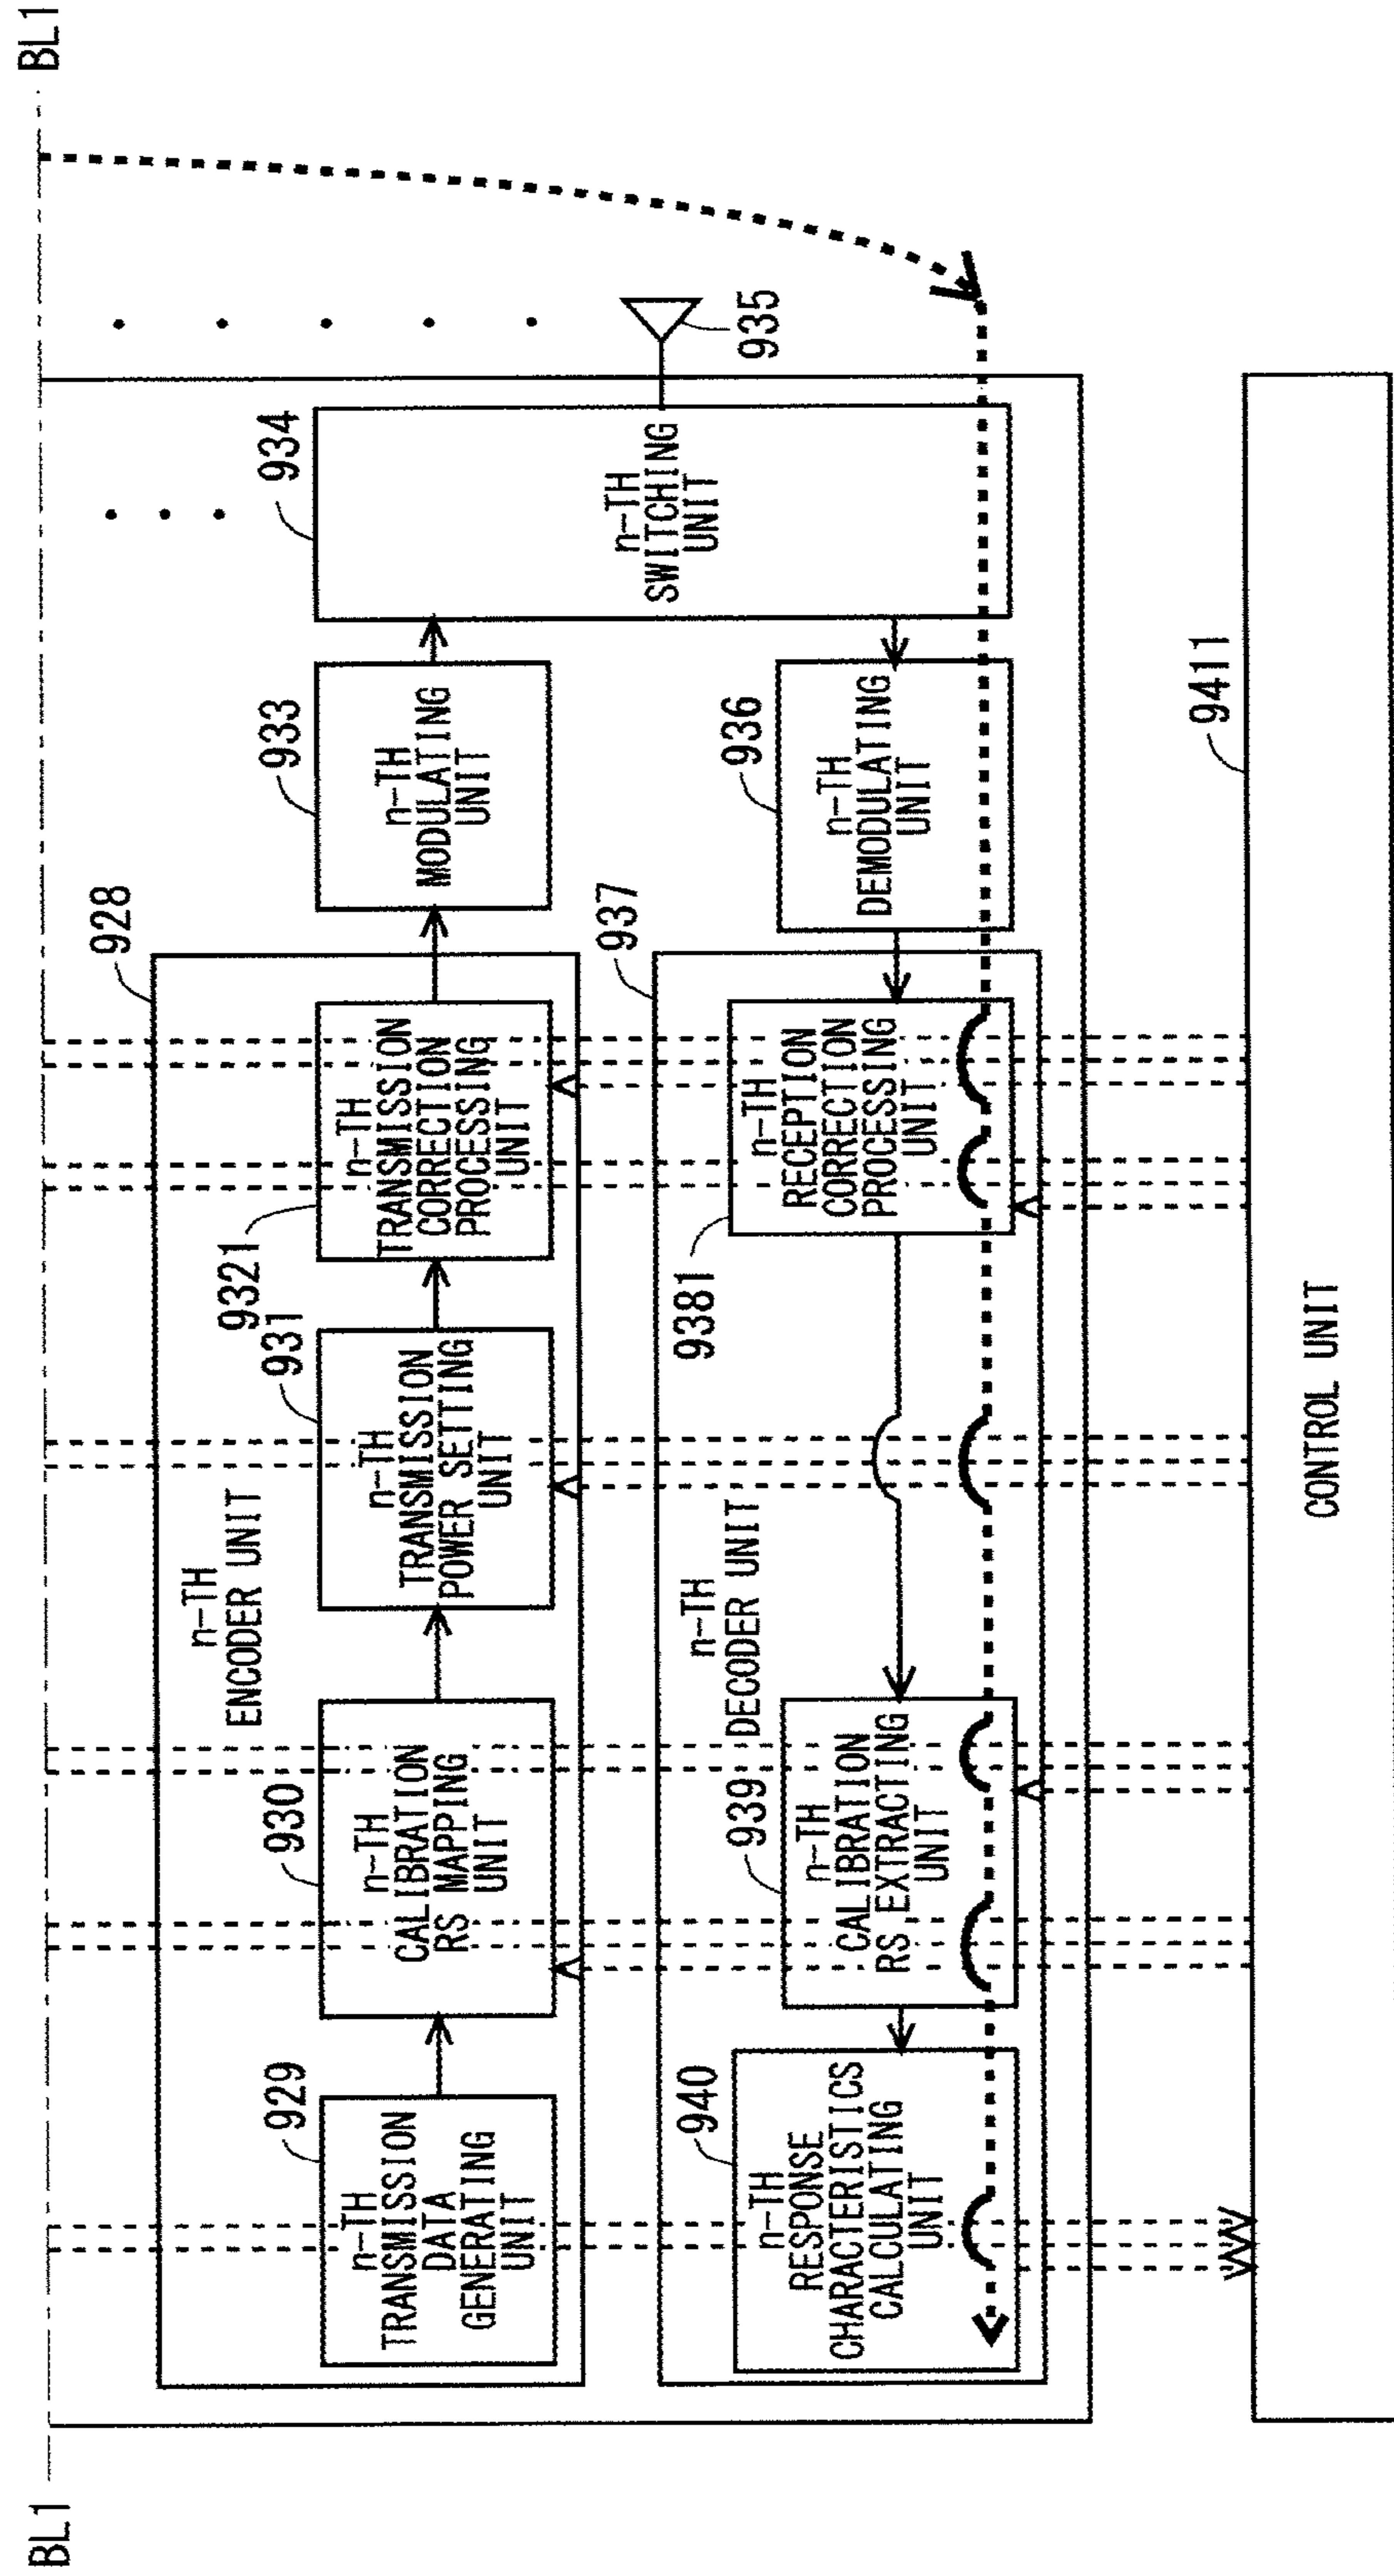 BL1
BL1
928
n-TH
ENCODER UNIT
929
n-TH
TRANSMISSION
DATA
GENERATING
UNIT
930
n-TH
CALIBRATION
RS MAPPING
UNIT
931
n-TH
TRANSMISSION
POWER SETTING
UNIT
9321
n-TH
TRANSMISSION
CORRECTION
PROCESSING
UNIT
933
n-TH
MODULATING
UNIT
934
n-TH
SWITCHING
UNIT
935
937
n-TH
DECODER UNIT
940
n-TH
RESPONSE
CHARACTERISTICS
CALCULATING
UNIT
939
n-TH
CALIBRATION
RS EXTRACTING
UNIT
9381
n-TH
RECEPTION
CORRECTION
PROCESSING
UNIT
936
n-TH
DEMODULATING
UNIT
9411
CONTROL UNIT